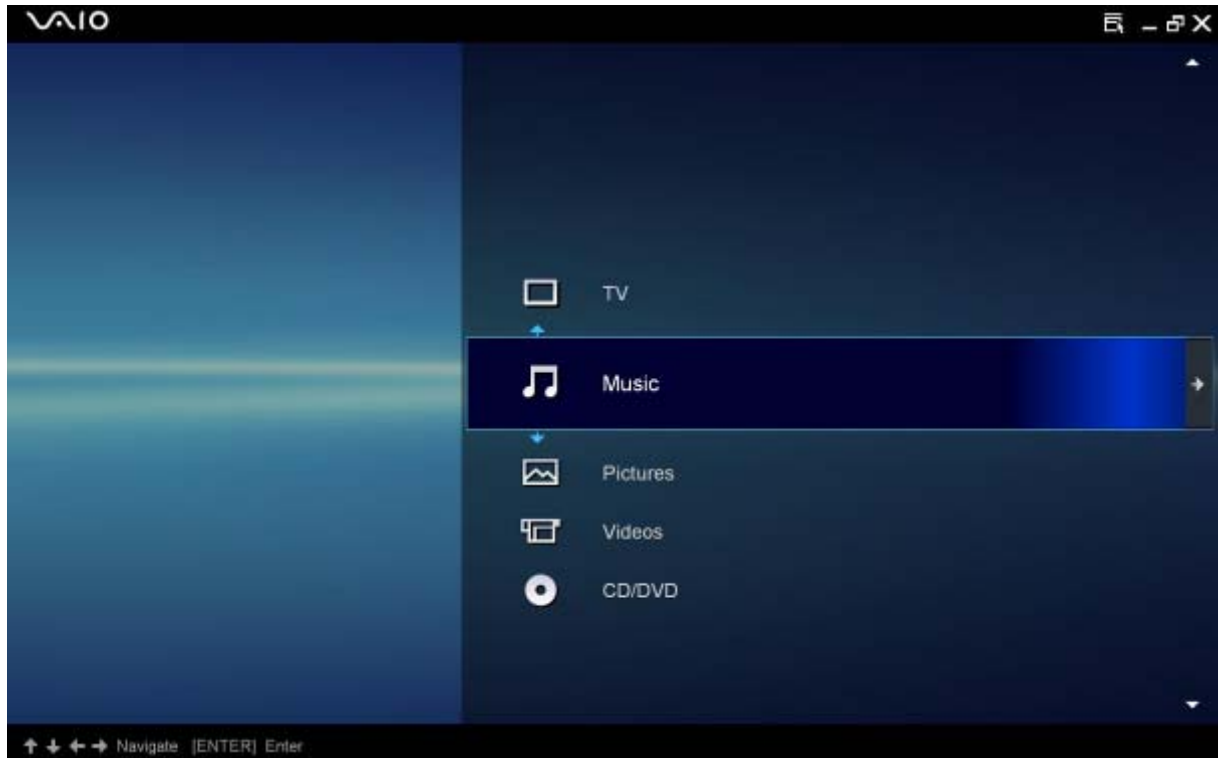 VAIO
TV
Music
Pictures
Videos
CD/DVD
Navigate [ENTER] Enter